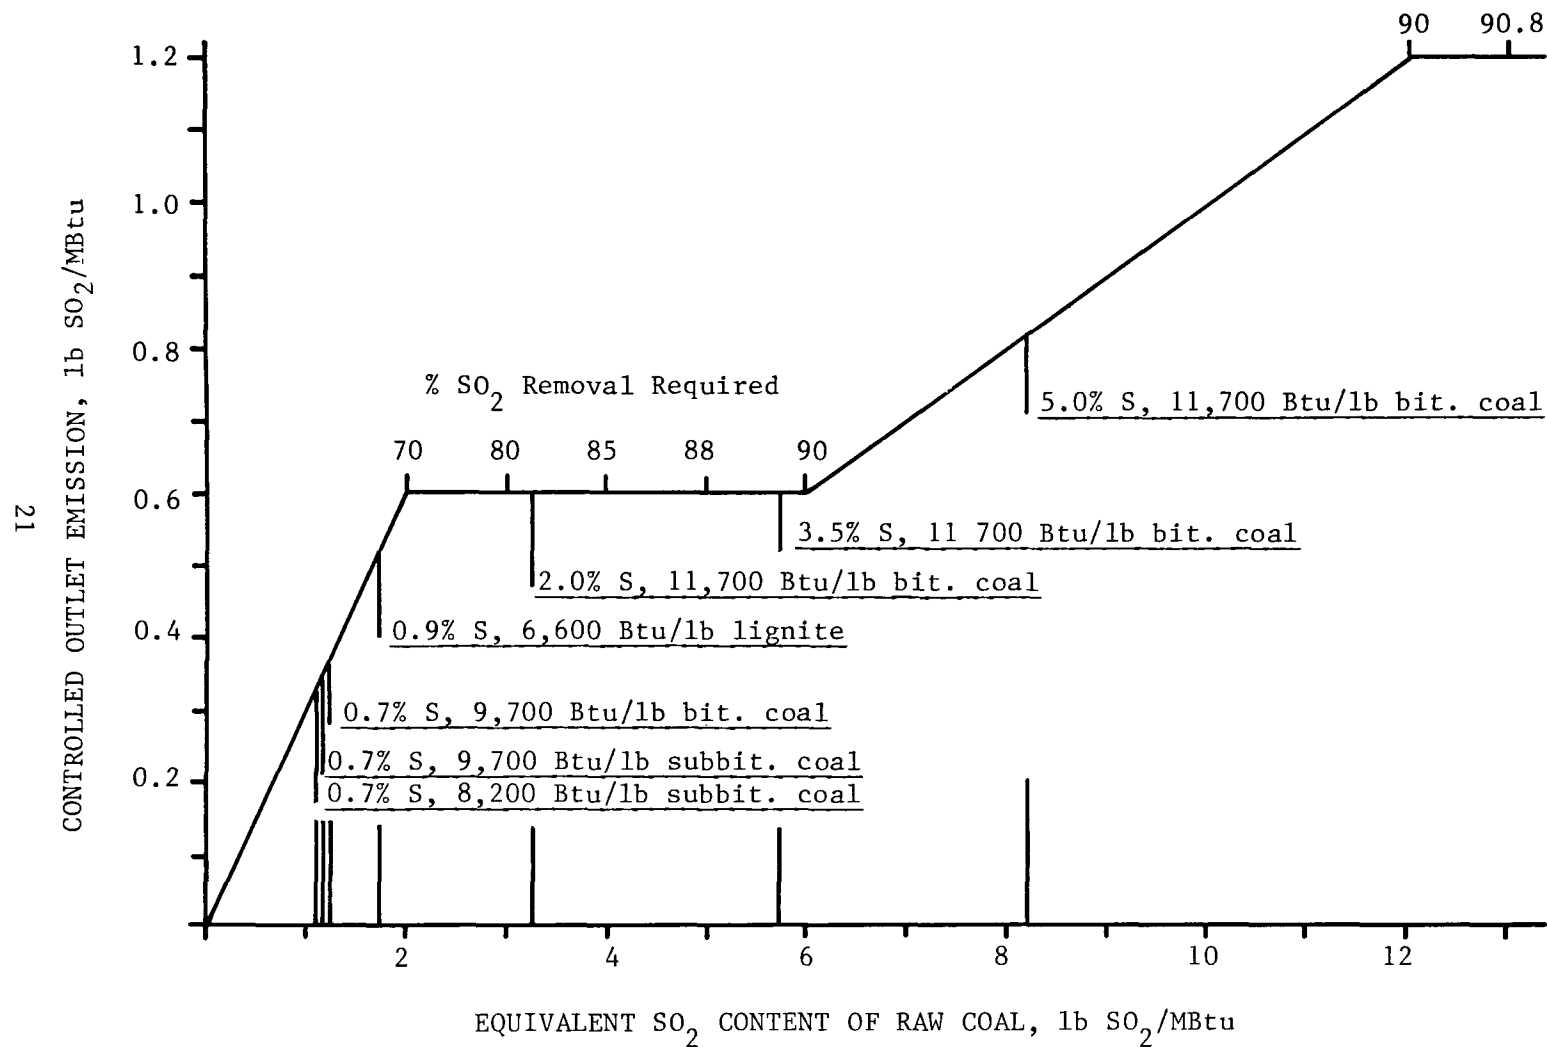 90 90.8
1.2
1.0
0.8
% SO2 Removal Required
5.0% S, 11,700 Btu/lb bit. coal
70 80 85 88 90
0.6
3.5% S, 11 700 Btu/lb bit. coal
2.0% S, 11,700 Btu/lb bit. coal
0.4
0.9% S, 6,600 Btu/lb lignite
0.7% S, 9,700 Btu/lb bit. coal
0.2
0.7% S, 9,700 Btu/lb subbit. coal
0.7% S, 8,200 Btu/lb subbit. coal
CONTROLLED OUTLET EMISSION, lb SO2/MBtu
21
2 4 6 8 10 12
EQUIVALENT SO2 CONTENT OF RAW COAL, lb SO2/MBtu